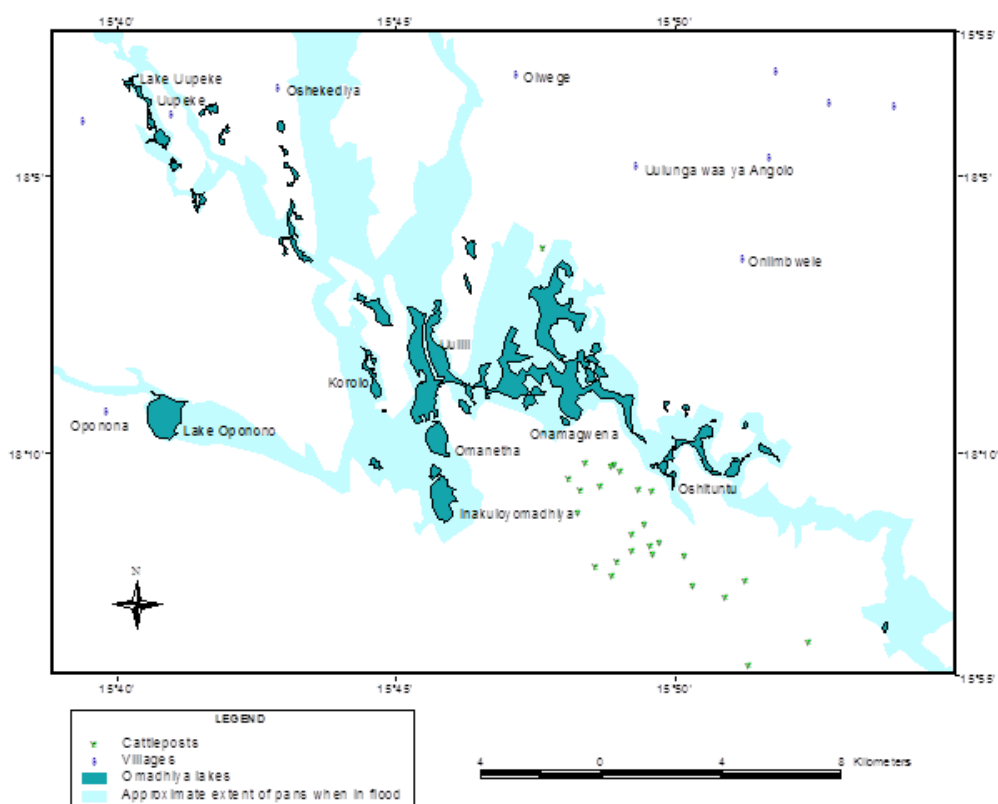 15°40'
15°45'
15°50'
15°55'
Lake Uupeke
Uupeke
Oshekediya
Olwege
18°5'
18°5'
Uulunga waa ya Angolo
Oniimbwele
Uulili
Korolo
Oponona
Lake Oponono
Onamagwena
Omanetha
18°10'
18°10'
Oshituntu
Inakuloyomadhiya
N
15°55'
15°40'
15°45'
15°50'
LEGEND
Cattleposts
Villages
Omadhiya lakes
Approximate extent of pans when in flood
4 0 4 8 Kilometers